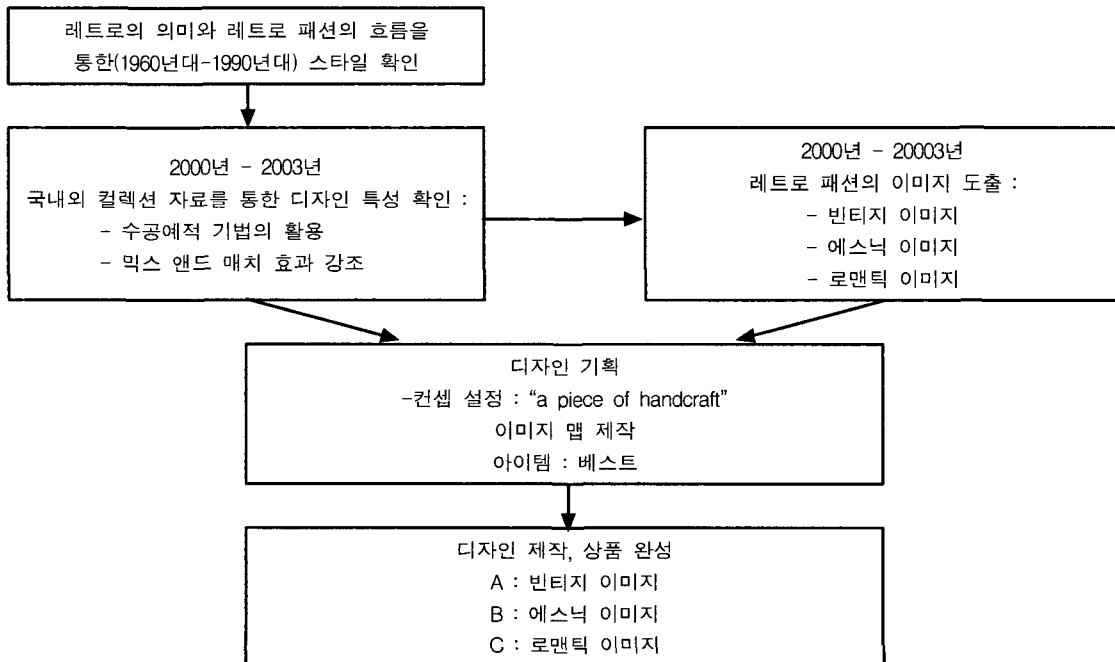 레트로의 의미와 레트로 패션의 흐름을
통한(1960년대-1990년대) 스타일 확인
2000년 - 2003년
국내외 컬렉션 자료를 통한 디자인 특성 확인 :
- 수공예적 기법의 활용
- 믹스 앤드 매치 효과 강조
2000년 - 20003년
레트로 패션의 이미지 도출 :
- 빈티지 이미지
- 에스닉 이미지
- 로맨틱 이미지
디자인 기획
-컨셉 설정 : “a piece of handcraft”
이미지 맵 제작
아이템 : 베스트
디자인 제작, 상품 완성
A : 빈티지 이미지
B : 에스닉 이미지
C : 로맨틱 이미지